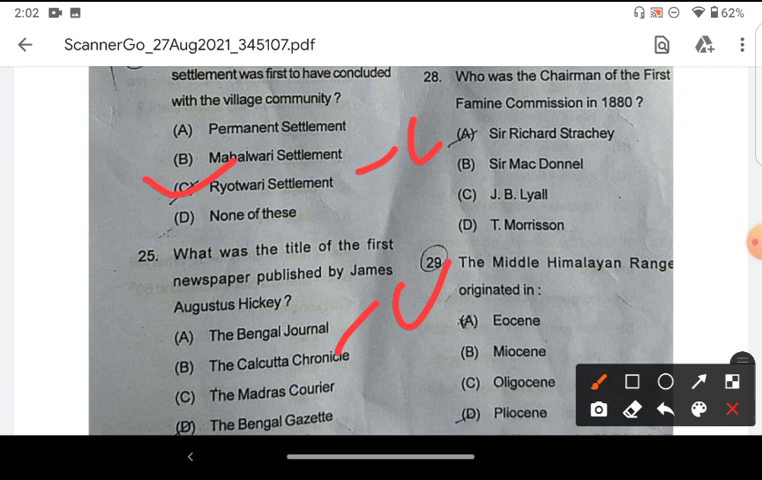 2:02
62%
ScannerGo_27Aug2021_345107.pdf
settlement was first to have concluded
with the village community ?
(A) Permanent Settlement
(B) Mahalwari Settlement
(C) Ryotwari Settlement
(D) None of these
25. What was the title of the first
newspaper published by James
Augustus Hickey ?
(A) The Bengal Journal
(B) The Calcutta Chronicle
(C) The Madras Courier
(D) The Bengal Gazette
28. Who was the Chairman of the First
Famine Commission in 1880 ?
(A) Sir Richard Strachey
(B) Sir Mac Donnel
(C) J. B. Lyall
(D) T. Morrisson
29. The Middle Himalayan Range
originated in :
(A) Eocene
(B) Miocene
(C) Oligocene
(D) Pliocene